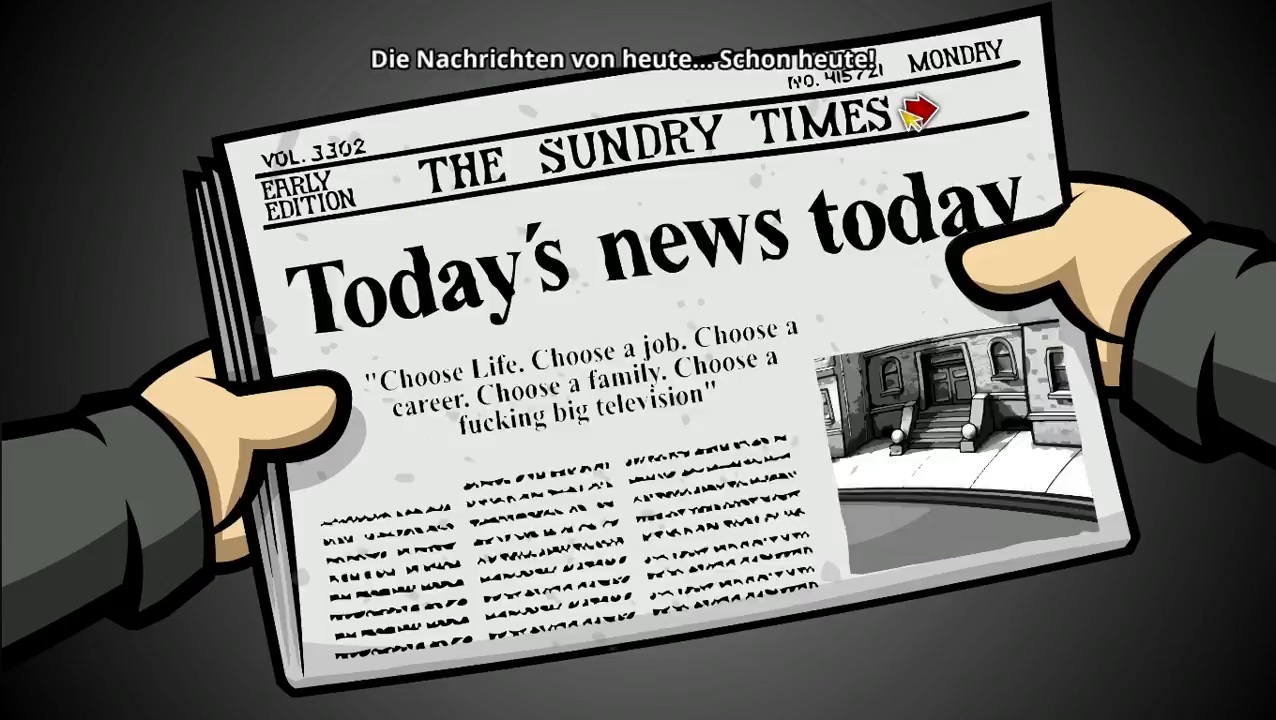 Die Nachrichten von heute... Schon heute!
NO. 415721 MONDAY
VOL. 3302
THE SUNDRY TIMES
EARLY
EDITION
Today's news today
"Choose Life. Choose a job. Choose a
career. Choose a family. Choose a
fucking big television"